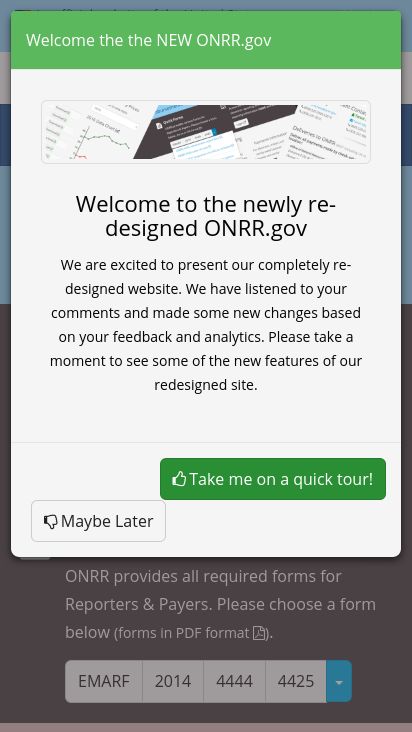 Welcome the the NEW ONRR.gov
Welcome to the newly re-
designed ONRR.gov
We are excited to present our completely re-
designed website. We have listened to your
comments and made some new changes based
on your feedback and analytics. Please take a
moment to see some of the new features of our
redesigned site.
Take me on a quick tour!
Maybe Later
ONRR provides all required forms for
Reporters & Payers. Please choose a form
below (forms in PDF format ).
EMARF 2014 4444 4425